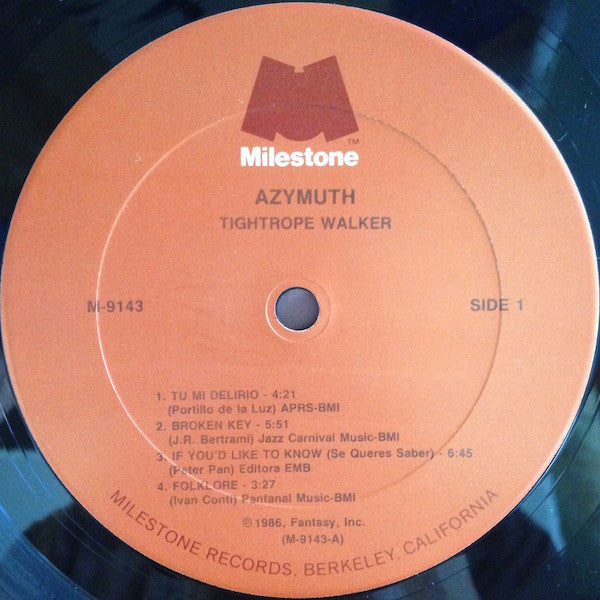 ™
Milestone
AZYMUTH
TIGHTROPE WALKER
M-9143
SIDE 1
1. TU MI DELIRIO - 4:21
(Portillo de la Luz) APRS-BMI
2. BROKEN KEY - 5:51
(J.R. Bertrami) Jazz Carnival Music-BMI
3. IF YOU'D LIKE TO KNOW (Se Queres Saber) - 6:45
(Peter Pan) Editora EMB
4. FOLKLORE - 3:27
(Ivan Conti) Pantanal Music-BMI
℗ 1986, Fantasy, Inc.
(M-9143-A)
MILESTONE RECORDS, BERKELEY, CALIFORNIA